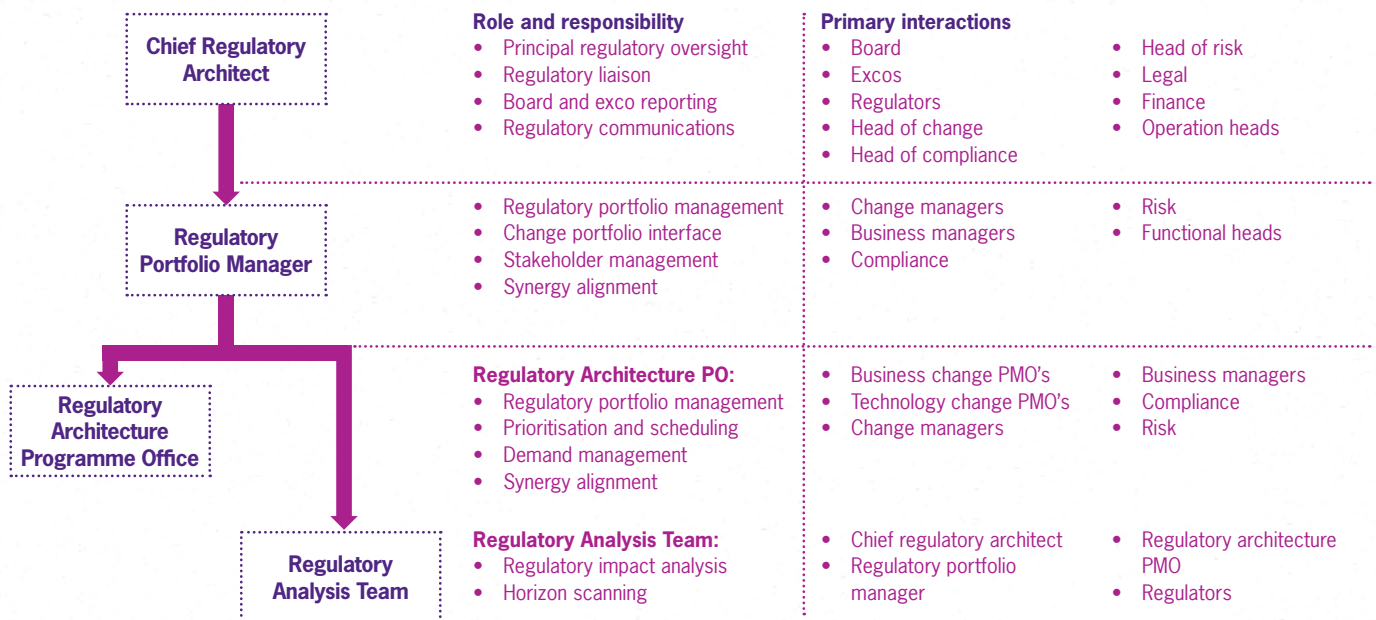 Chief Regulatory
Architect
Role and responsibility
• Principal regulatory oversight
• Regulatory liaison
• Board and exco reporting
• Regulatory communications
Primary interactions
• Board
• Excos
• Regulators
• Head of change
• Head of compliance
• Head of risk
• Legal
• Finance
• Operation heads
Regulatory
Portfolio Manager
• Regulatory portfolio management
• Change portfolio interface
• Stakeholder management
• Synergy alignment
• Change managers
• Business managers
• Compliance
• Risk
• Functional heads
Regulatory
Architecture
Programme Office
Regulatory Architecture PO:
• Regulatory portfolio management
• Prioritisation and scheduling
• Demand management
• Synergy alignment
• Business change PMO's
• Technology change PMO's
• Change managers
• Business managers
• Compliance
• Risk
Regulatory
Analysis Team
Regulatory Analysis Team:
• Regulatory impact analysis
• Horizon scanning
• Chief regulatory architect
• Regulatory portfolio
manager
• Regulatory architecture
PMO
• Regulators